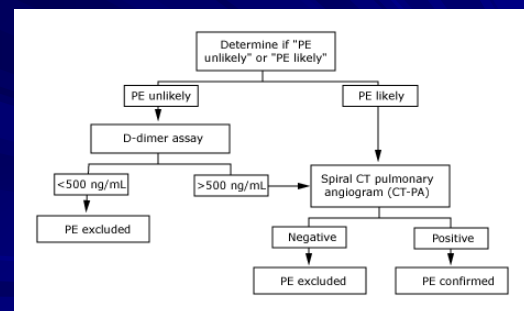 Determine if "PE
unlikely" or "PE likely"
PE unlikely
PE likely
D-dimer assay
<500 ng/mL
>500 ng/mL
Spiral CT pulmonary
angiogram (CT-PA)
PE excluded
Negative
Positive
PE excluded
PE confirmed